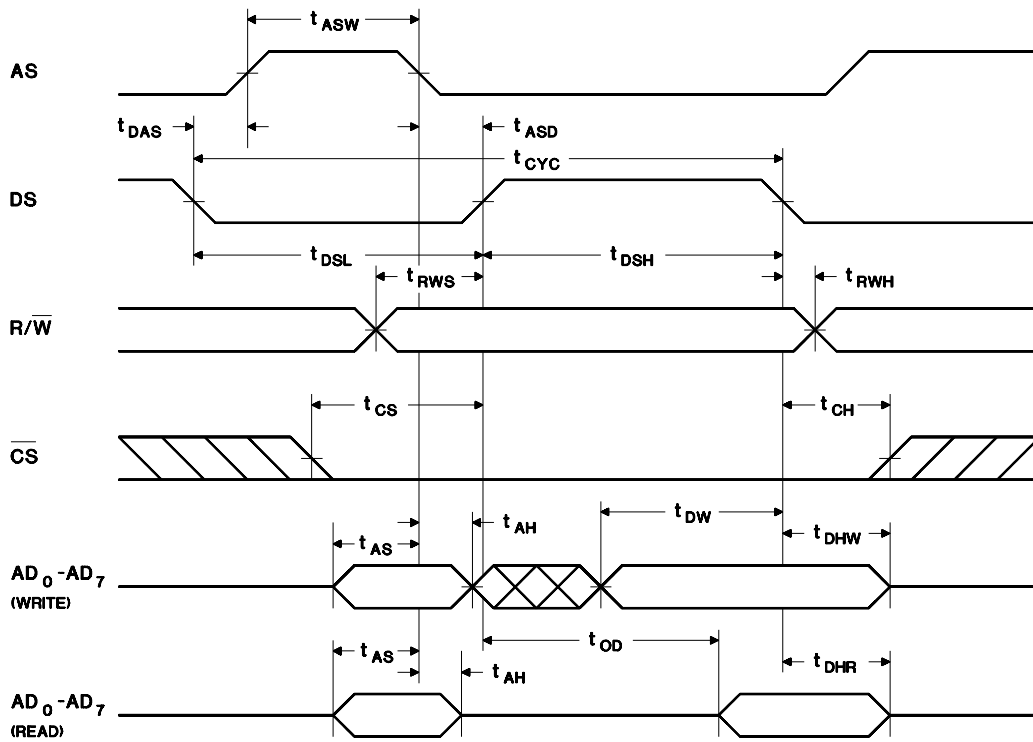 t ASW
AS
t DAS
t ASD
t CYC
DS
t DSL
t DSH
t RWS
t RWH
R/W̅
t CS
t CH
C̅S̅
t AH
t DW
t AS
t DHW
AD 0 -AD 7
(WRITE)
t OD
t AS
t AH
t DHR
AD 0 -AD 7
(READ)